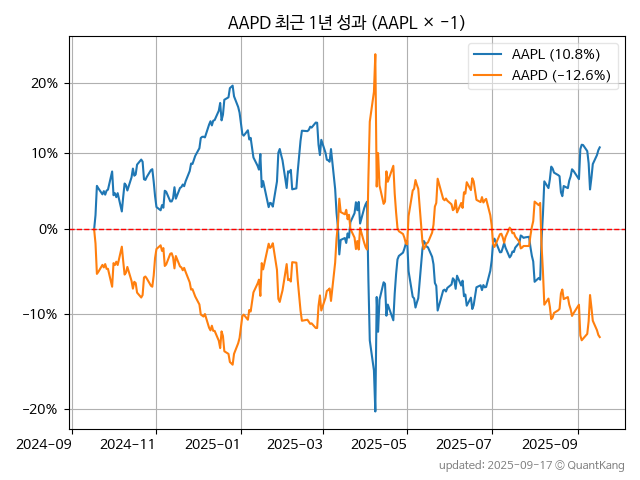 AAPD 최근 1년 성과 (AAPL × −1)
AAPL (10.8%)
AAPD (−12.6%)
20%
10%
0%
−10%
−20%
2024-09 2024-11 2025-01 2025-03 2025-05 2025-07 2025-09
updated: 2025-09-17 © QuantKang